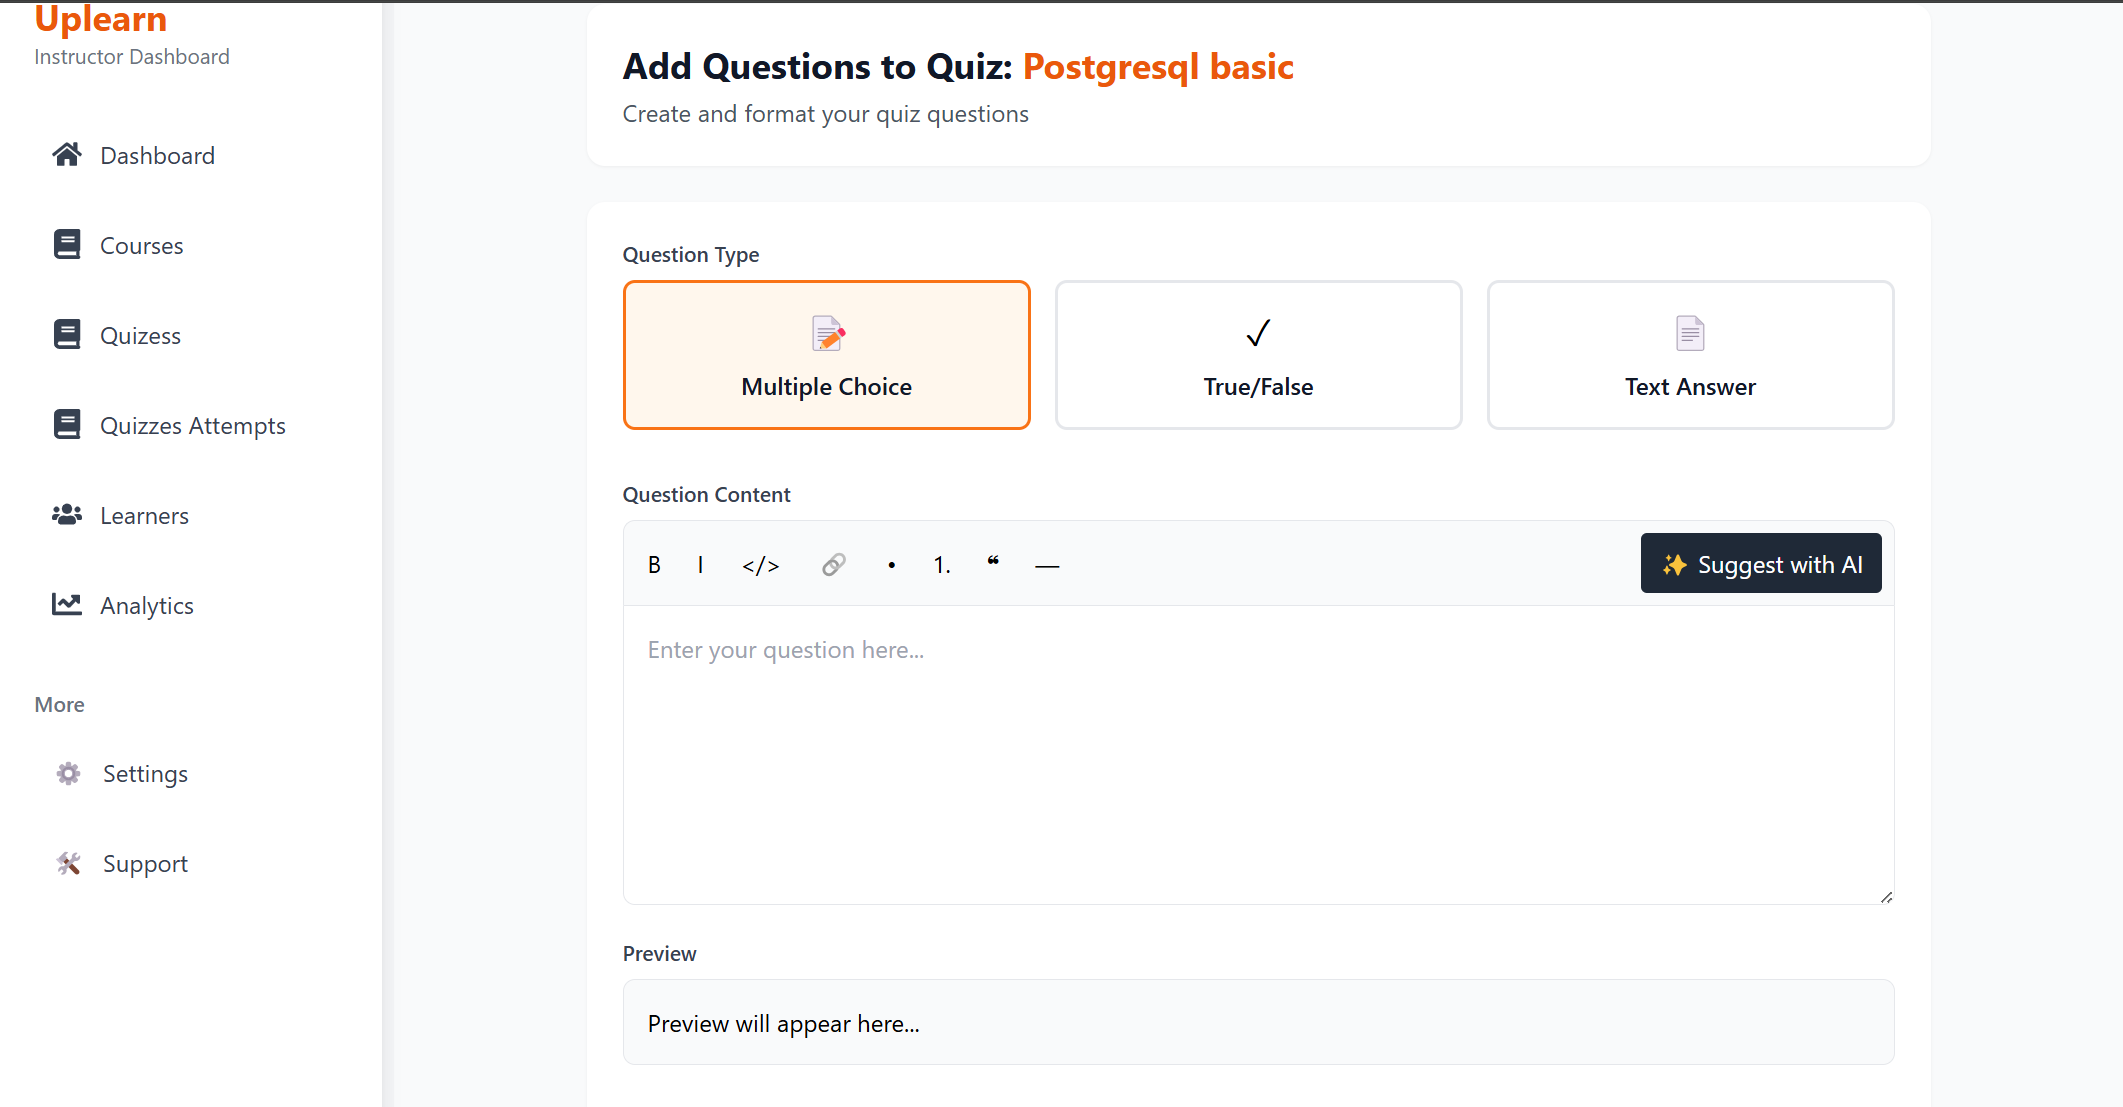 Uplearn
Instructor Dashboard
Dashboard
Courses
Quizess
Quizzes Attempts
Learners
Analytics
More
Settings
Support
Add Questions to Quiz: Postgresql basic
Create and format your quiz questions
Question Type
Multiple Choice
True/False
Text Answer
Question Content
B I </> • 1. ❝ — ✨ Suggest with AI
Enter your question here...
Preview
Preview will appear here...